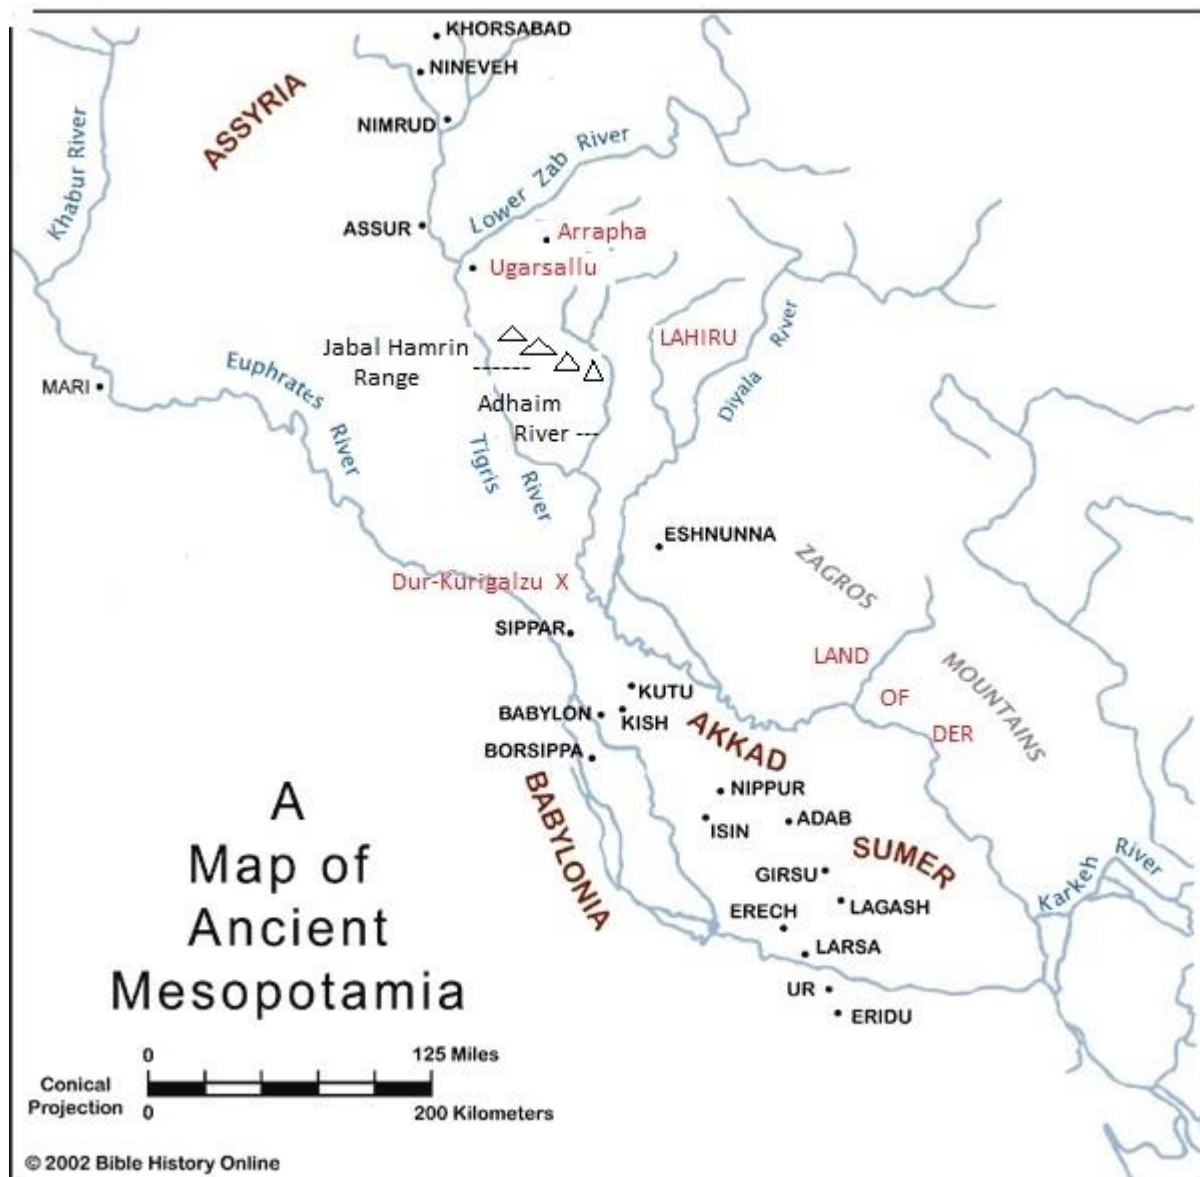 KHORSABAD
NINEVEH
NIMRUD
ASSYRIA
Khabur River
Lower Zab River
ASSUR
Arrapha
Ugarsallu
LAHIRU
Diyala River
Jabal Hamrin
Range ------
Adhaim
River ---
MARI
Euphrates River
Tigris River
ESHNUNNA
ZAGROS
MOUNTAINS
Dur-Kurigalzu X
SIPPAR
LAND
OF
DER
KUTU
BABYLON
KISH
AKKAD
BORSIPPA
BABYLONIA
NIPPUR
ISIN
ADAB
SUMER
GIRSU
Karkeh River
ERECH
LAGASH
LARSA
UR
ERIDU
A
Map of
Ancient
Mesopotamia
0 125 Miles
Conical
Projection
0 200 Kilometers
© 2002 Bible History Online